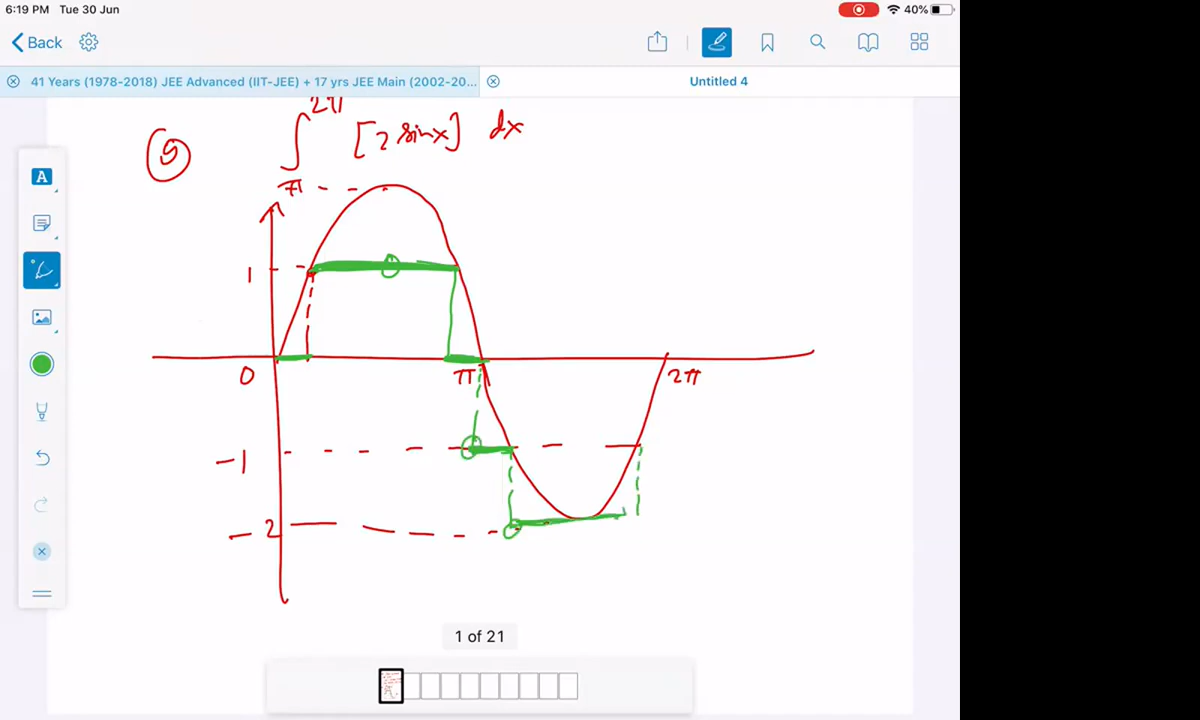 6:19 PM Tue 30 Jun 40%
Back
41 Years (1978-2018) JEE Advanced (IIT-JEE) + 17 yrs JEE Main (2002-20... Untitled 4
A
2π
∫ [2 sinx] dx
π
1
0 π 2π
-1
-2
1 of 21